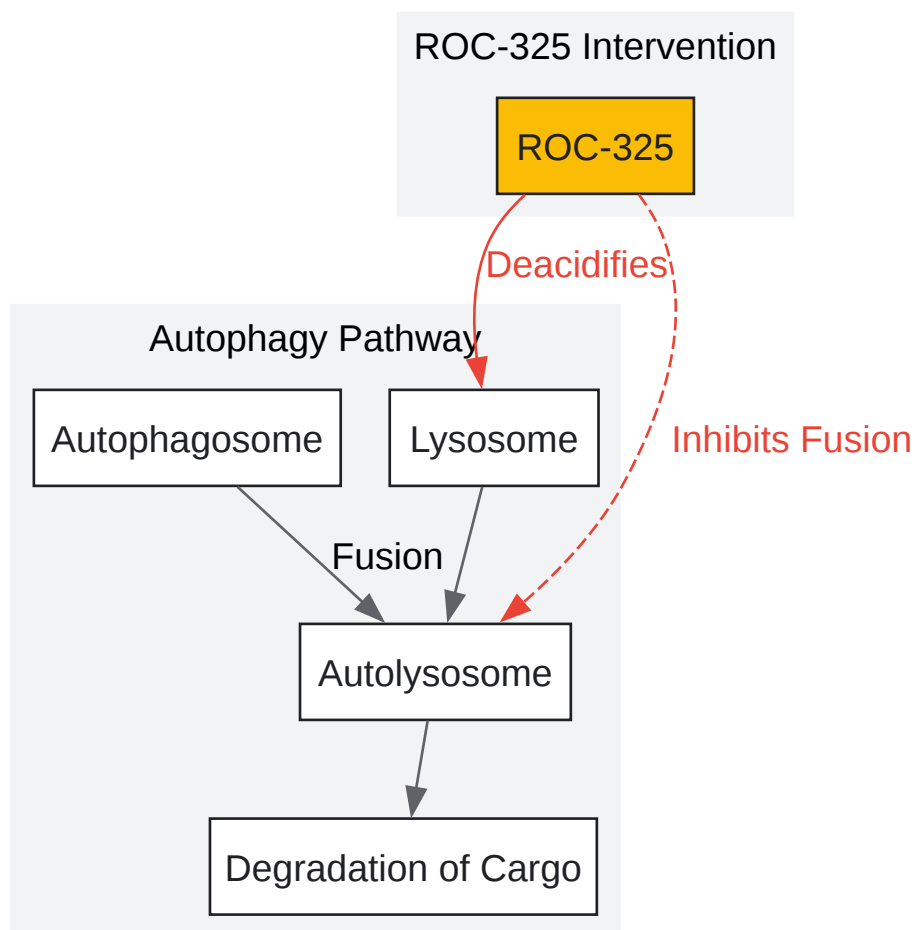 ROC-325 Intervention
ROC-325
Deacidifies
Autophagy Pathway
Autophagosome
Lysosome
Inhibits Fusion
Fusion
Autolysosome
Degradation of Cargo